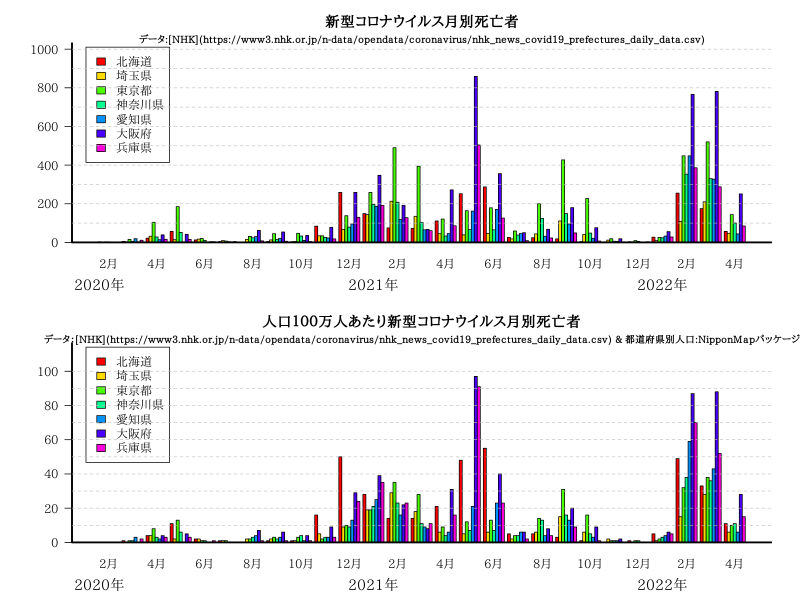 新型コロナウイルス月別死亡者
データ:[NHK](https://www3.nhk.or.jp/n-data/opendata/coronavirus/nhk_news_covid19_prefectures_daily_data.csv)
1000
800
600
400
200
0
北海道
埼玉県
東京都
神奈川県
愛知県
大阪府
兵庫県
2月 4月 6月 8月 10月 12月 2月 4月 6月 8月 10月 12月 2月 4月
2020年 2021年 2022年
人口100万人あたり新型コロナウイルス月別死亡者
データ:[NHK](https://www3.nhk.or.jp/n-data/opendata/coronavirus/nhk_news_covid19_prefectures_daily_data.csv) & 都道府県別人口:NipponMapパッケージ
100
80
60
40
20
0
北海道
埼玉県
東京都
神奈川県
愛知県
大阪府
兵庫県
2月 4月 6月 8月 10月 12月 2月 4月 6月 8月 10月 12月 2月 4月
2020年 2021年 2022年